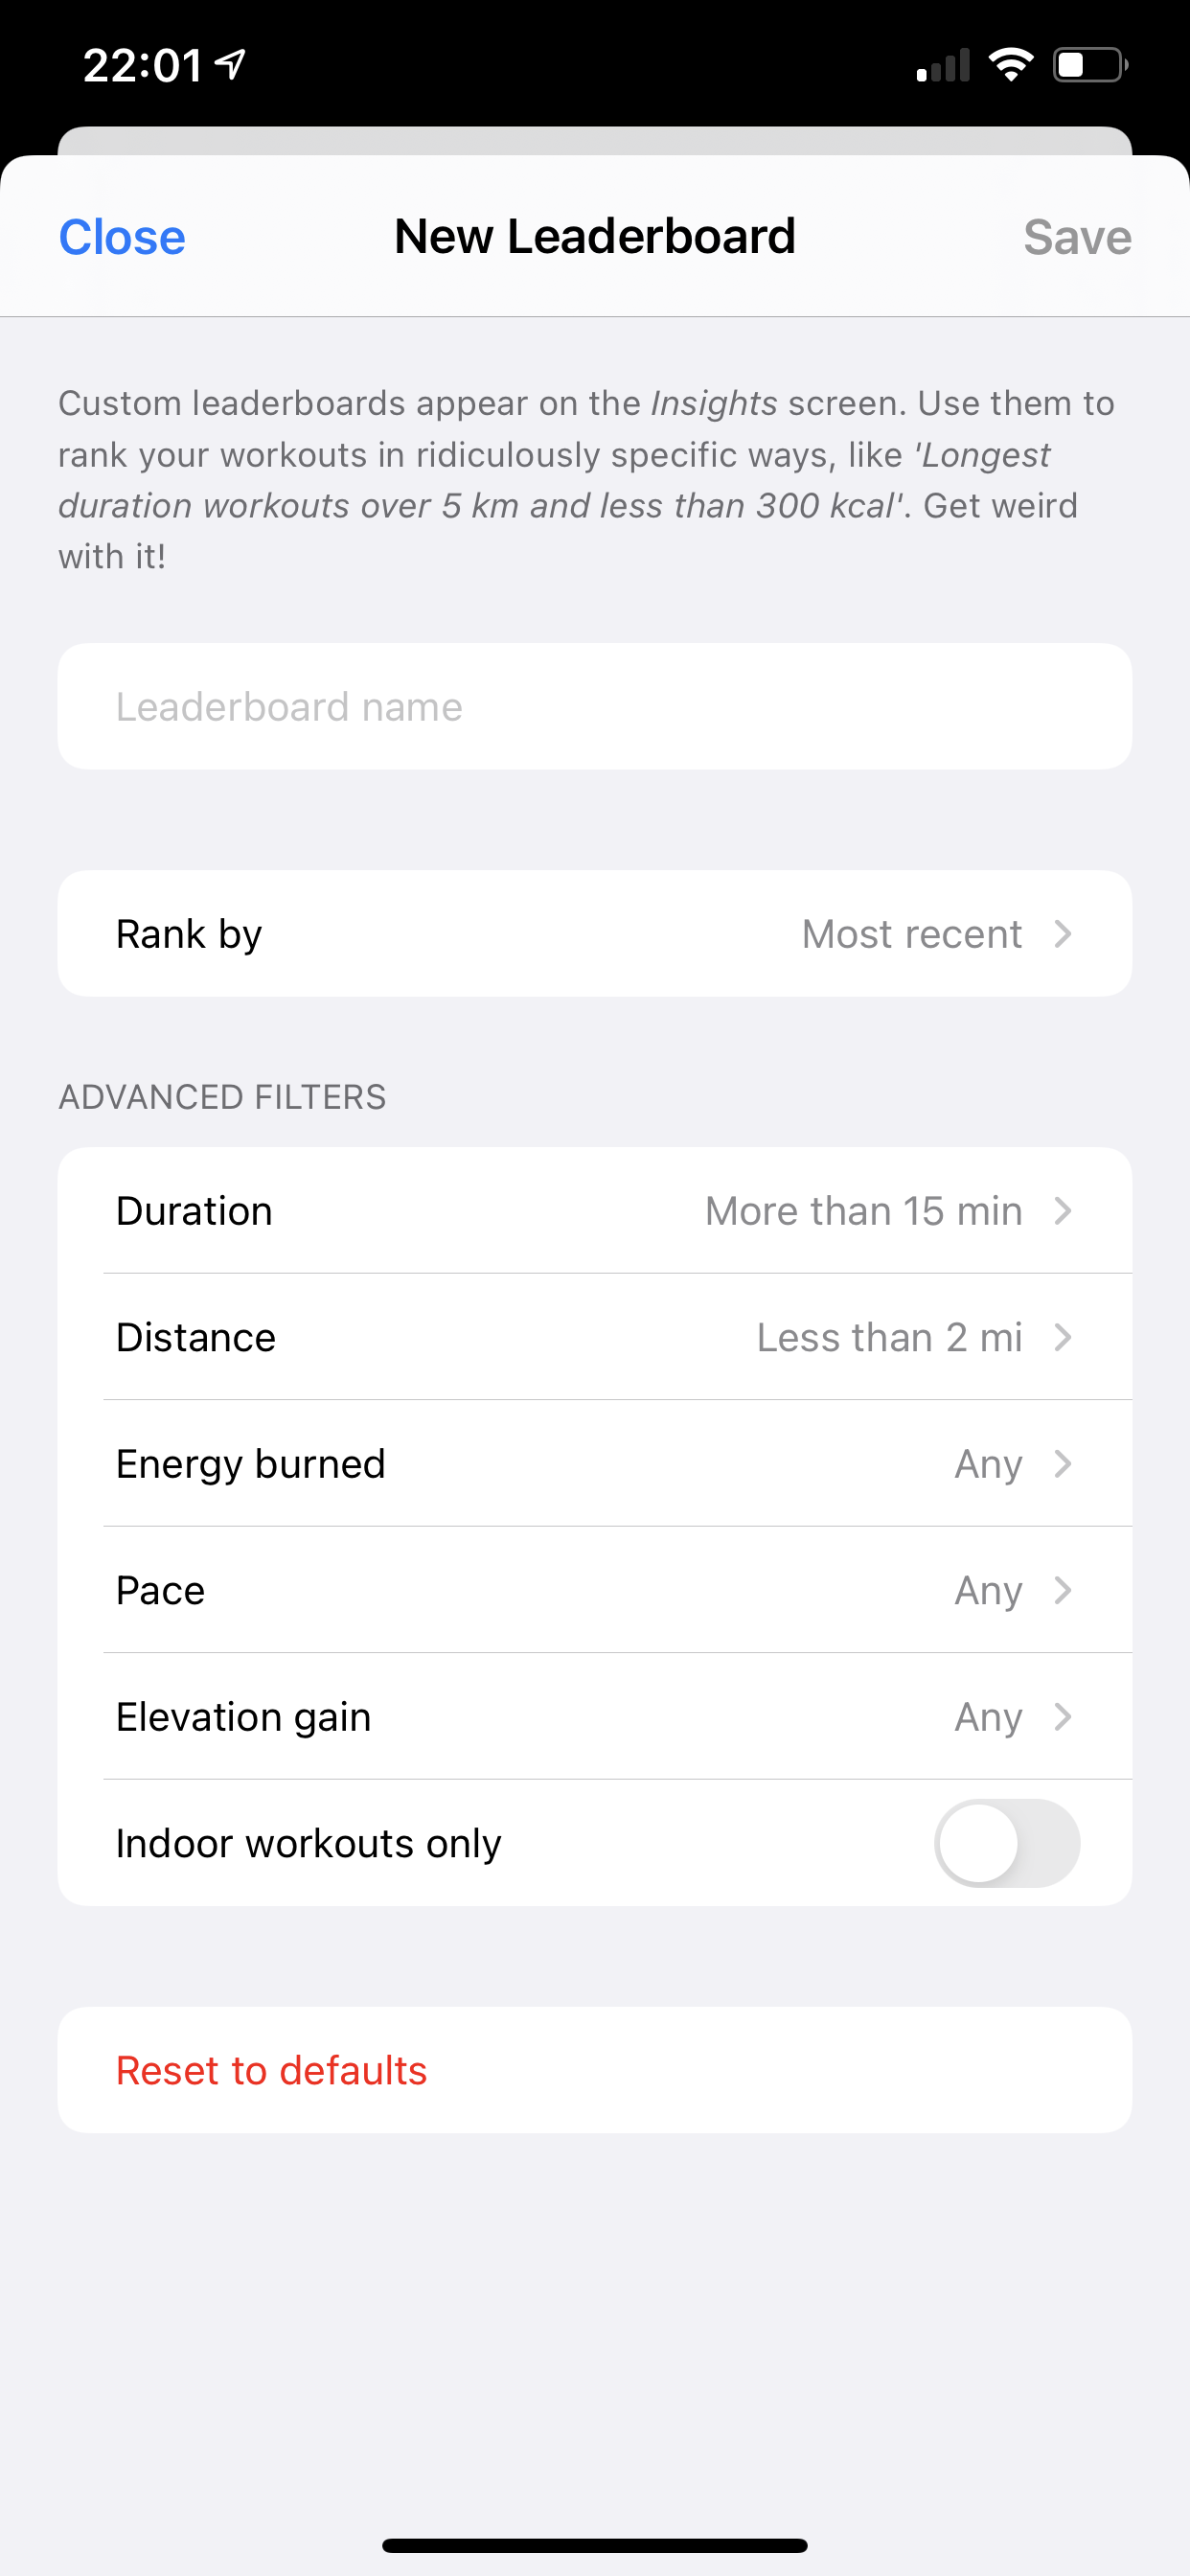 22:01
Close New Leaderboard Save
Custom leaderboards appear on the Insights screen. Use them to
rank your workouts in ridiculously specific ways, like 'Longest
duration workouts over 5 km and less than 300 kcal'. Get weird
with it!
Leaderboard name
Rank by Most recent
ADVANCED FILTERS
Duration More than 15 min
Distance Less than 2 mi
Energy burned Any
Pace Any
Elevation gain Any
Indoor workouts only
Reset to defaults